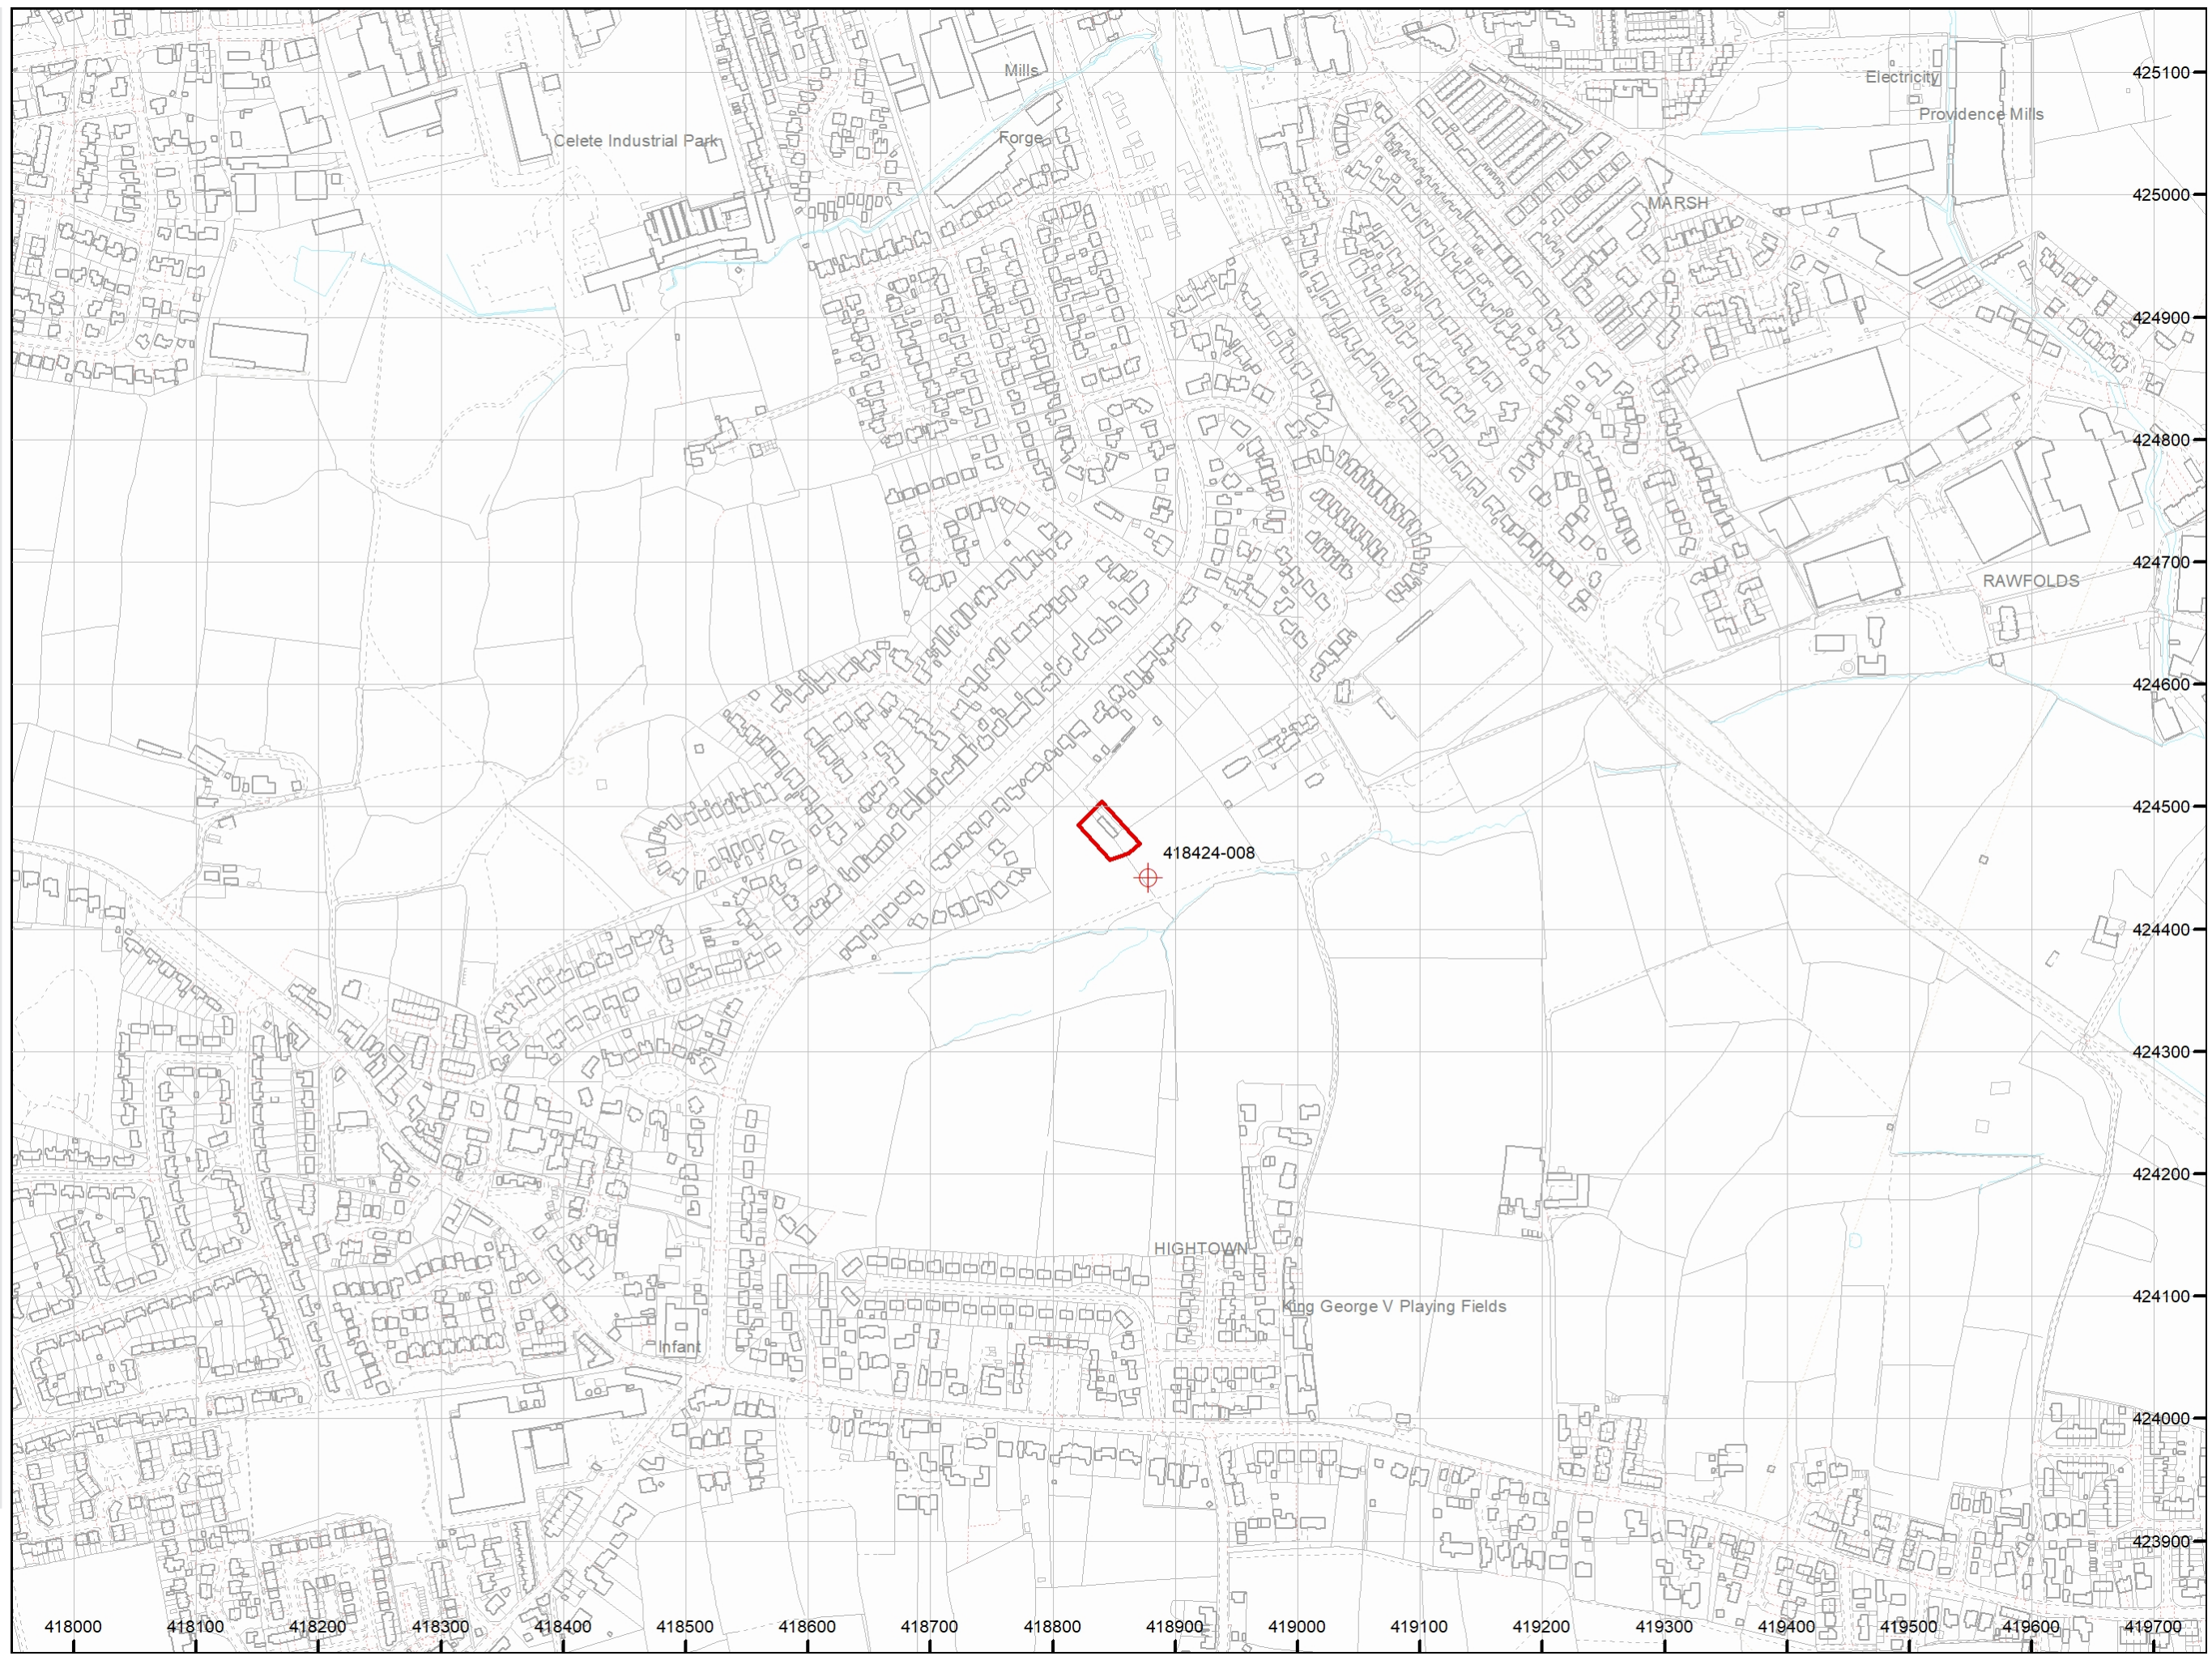 Mills
425100
Electricity
Providence Mills
Celete Industrial Park
Forge
425000
MARSH
424900
424800
424700
RAWFOLDS
424600
424500
418424-008
424400
424300
424200
HIGHTOWN
424100
King George V Playing Fields
Infant
424000
423900
418000 418100 418200 418300 418400 418500 418600 418700 418800 418900 419000 419100 419200 419300 419400 419500 419600 419700